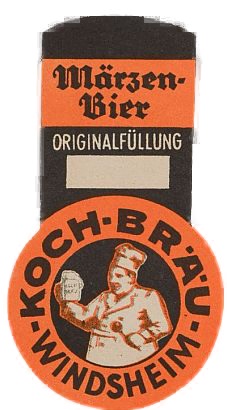 Märzen-
Bier
ORIGINALFÜLLUNG
KOCH-BRÄU
-WINDSHEIM-